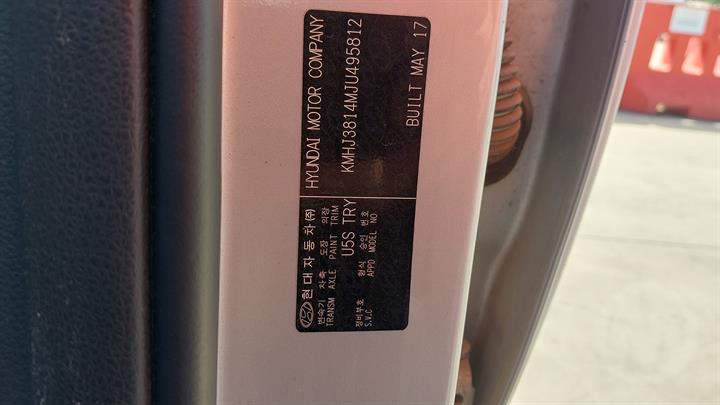 현대자동차(주) HYUNDAI MOTOR COMPANY
변속기 차축 도장 의장
TRANSM AXLE PAINT TRIM
U5S TRY KMHJ3814MJU495812
형식 승인 번호
APPD MODEL NO
정비부호
S.V.C
BUILT MAY 17